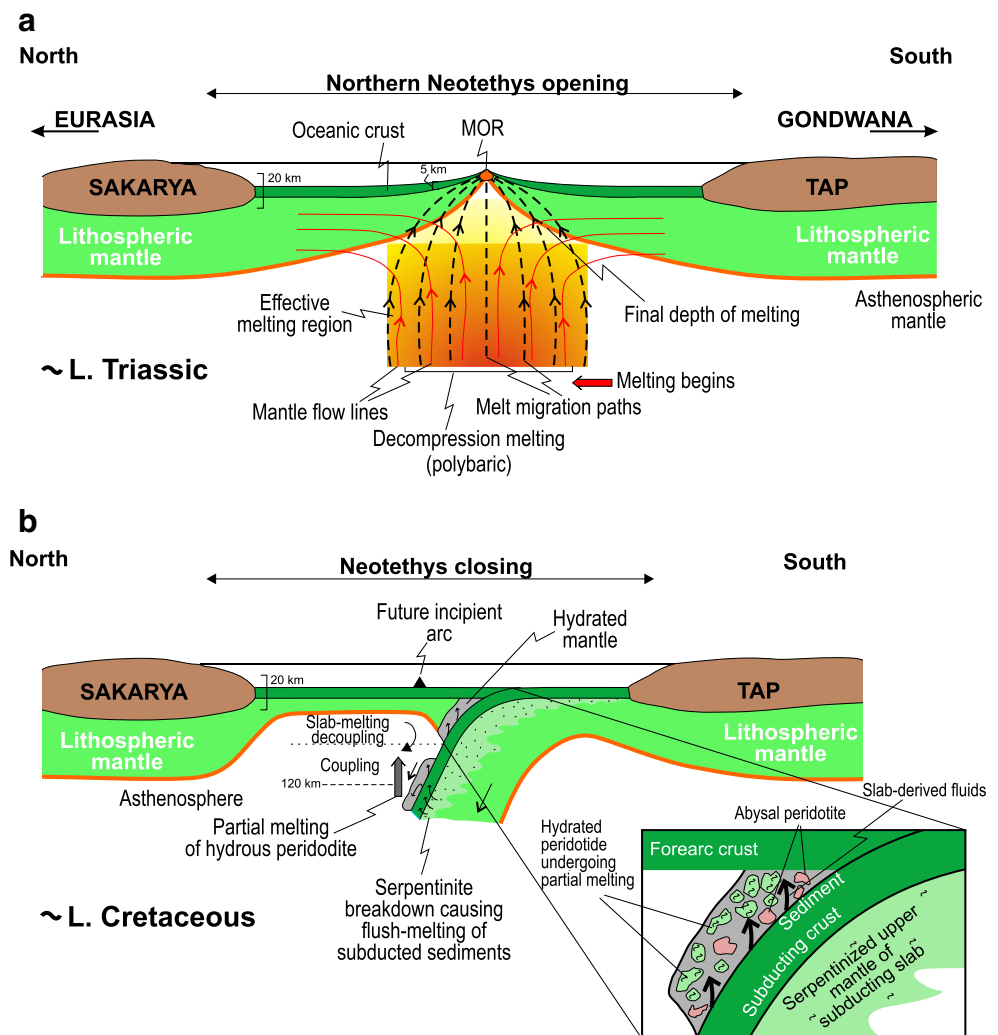 a
North
South
Northern Neotethys opening
EURASIA
GONDWANA
Oceanic crust
MOR
SAKARYA
20 km
5 km
TAP
Lithospheric
mantle
Lithospheric
mantle
Effective
melting region
Final depth of melting
Asthenospheric
mantle
~ L. Triassic
Melting begins
Mantle flow lines
Melt migration paths
Decompression melting
(polybaric)
b
North
South
Neotethys closing
Future incipient
arc
Hydrated
mantle
SAKARYA
20 km
TAP
Lithospheric
mantle
Slab-melting
decoupling
Coupling
120 km
Lithospheric
mantle
Asthenosphere
Partial melting
of hydrous peridodite
Slab-derived fluids
Abysal peridotite
Hydrated
peridotide
undergoing
partial melting
Forearc crust
Sediment
Subducting crust
Serpentinized upper
mantle of
subducting slab
Serpentinite
breakdown causing
flush-melting of
subducted sediments
~ L. Cretaceous